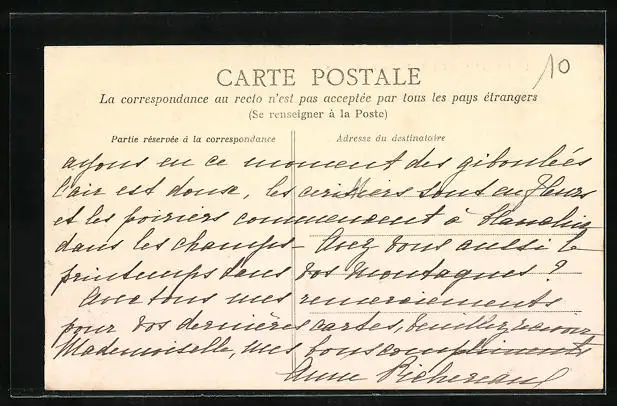 10
CARTE POSTALE
La correspondance au recto n'est pas acceptée par tous les pays étrangers
(Se renseigner à la Poste)
Partie réservée à la correspondance
Adresse du destinataire
ayons en ce moment des giboulées
l'air est doux, les cerisiers sont en fleurs
et les poiriers commencent à blanchir
dans les champs - Avez vous aussi le
printemps dans vos montagnes ?
Avec tous mes remerciements
pour vos dernières cartes, veuillez recevoir
Mademoiselle, mes bons compliments
Anne